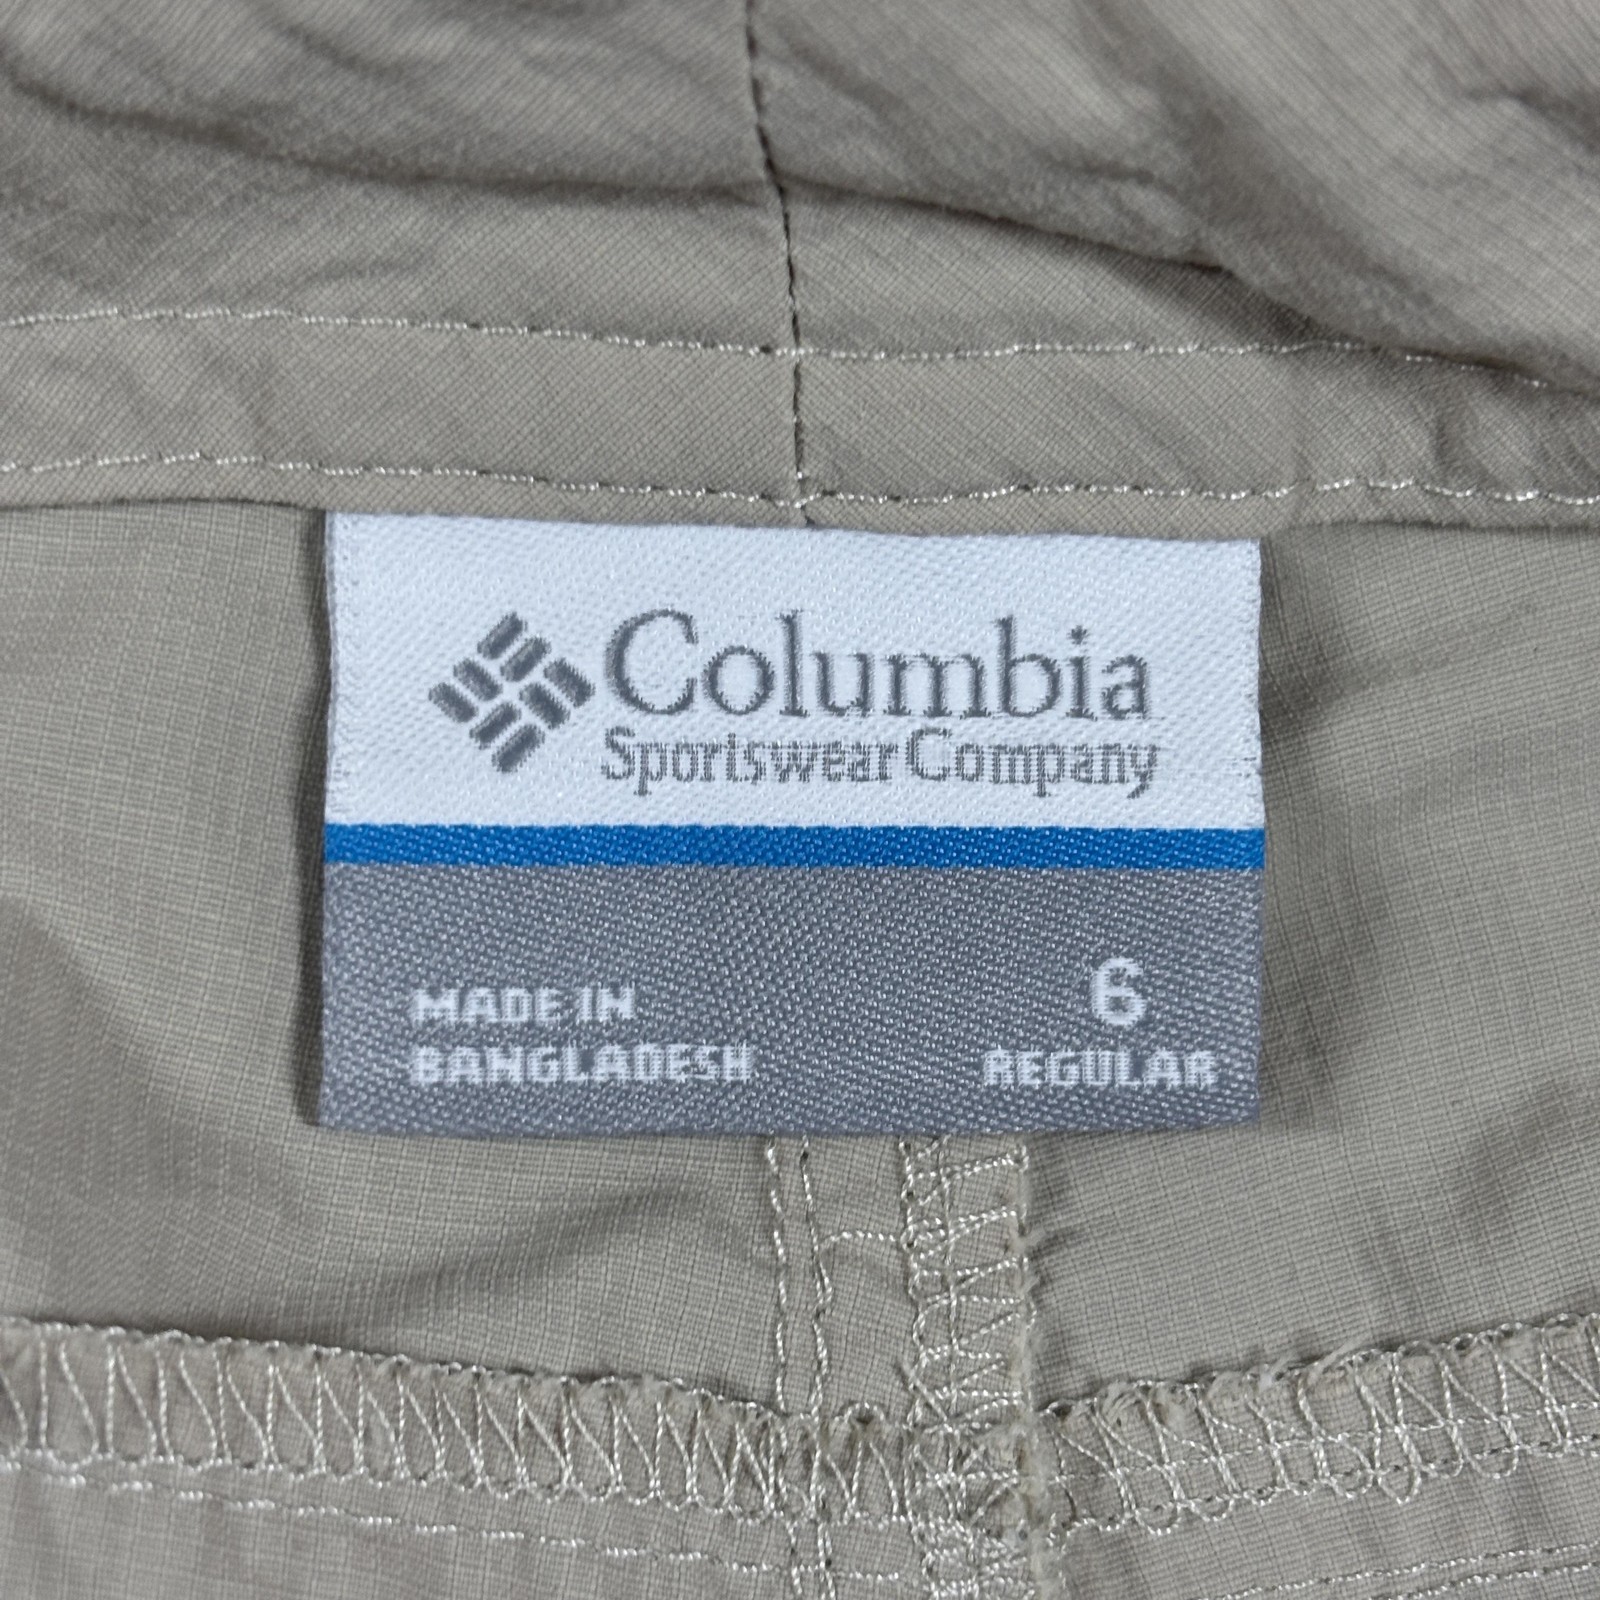 Columbia
Sportswear Company
MADE IN
BANGLADESH
6
REGULAR